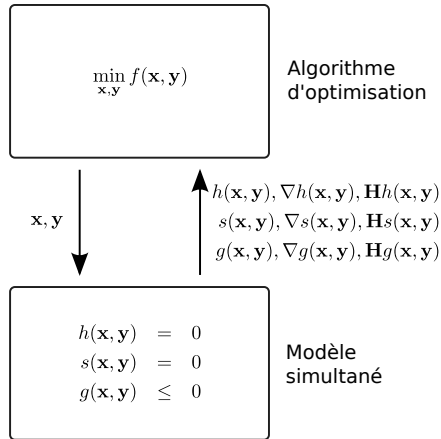 min f(x, y)
x,y
Algorithme
d'optimisation
x, y
h(x, y), ∇h(x, y), Hh(x, y)
s(x, y), ∇s(x, y), Hs(x, y)
g(x, y), ∇g(x, y), Hg(x, y)
h(x, y) = 0
s(x, y) = 0
g(x, y) ≤ 0
Modèle
simultané